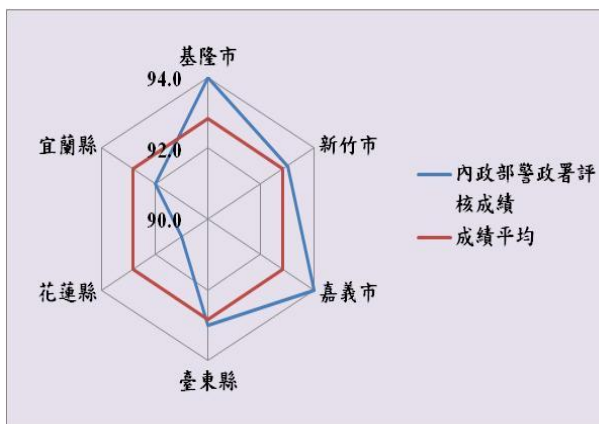 基隆市
94.0
宜蘭縣
92.0
新竹市
90.0
花蓮縣
嘉義市
臺東縣
內政部警政署評
核成績
成績平均